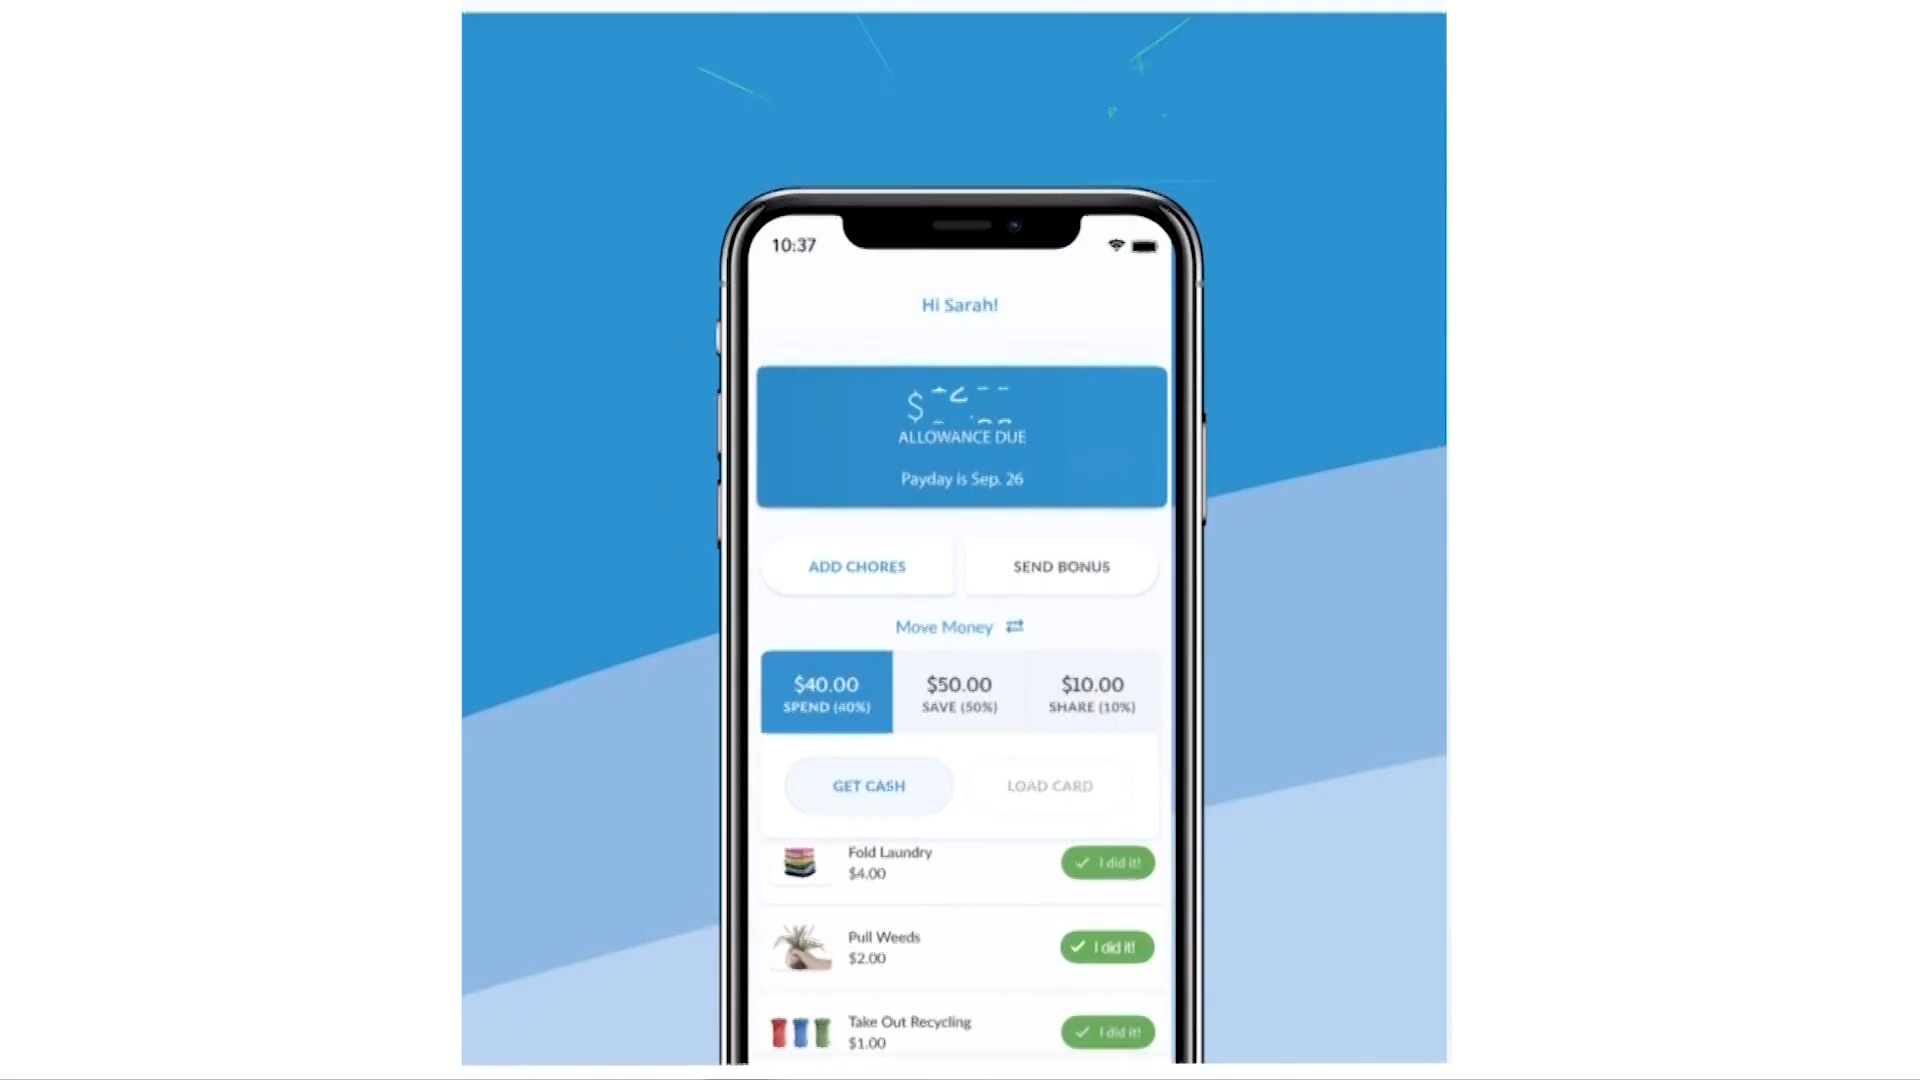 10:37
Hi Sarah!
$
ALLOWANCE DUE
Payday is Sep. 26
ADD CHORES
SEND BONUS
Move Money
$40.00
SPEND (40%)
$50.00
SAVE (50%)
$10.00
SHARE (10%)
GET CASH
LOAD CARD
Fold Laundry
$4.00
I did it!
Pull Weeds
$2.00
I did it!
Take Out Recycling
$1.00
I did it!